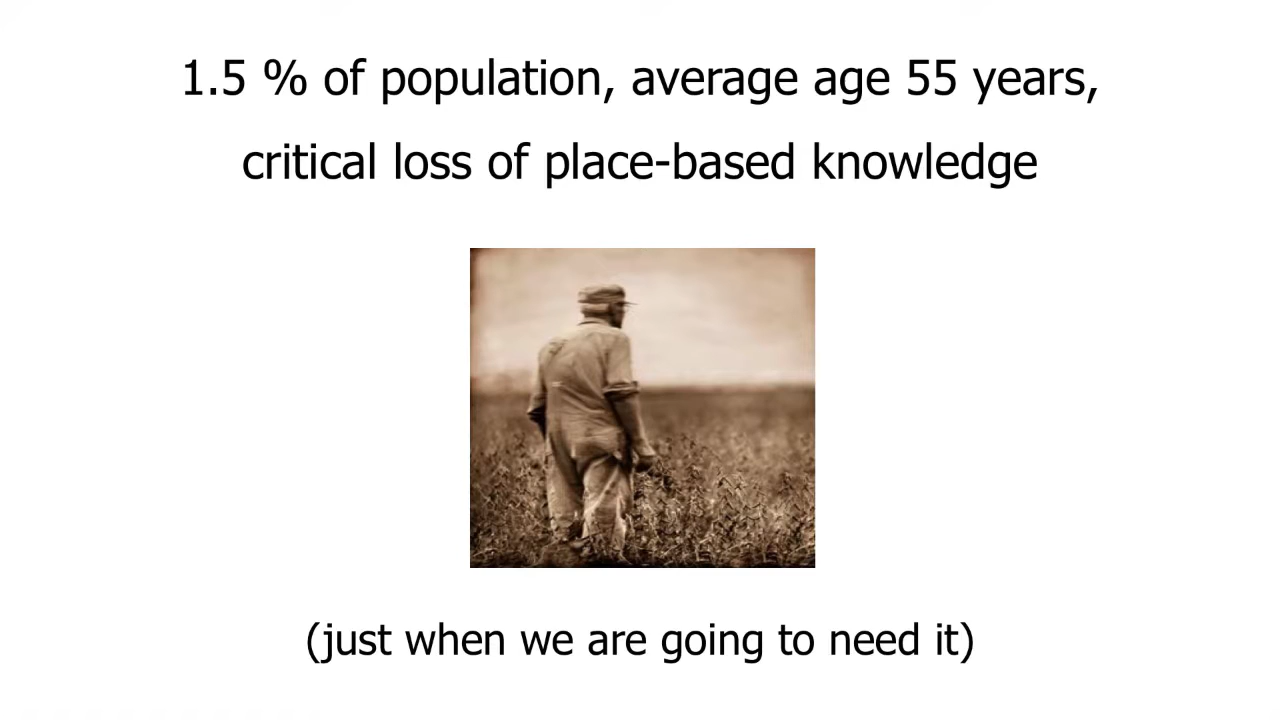 1.5 % of population, average age 55 years,
critical loss of place-based knowledge
(just when we are going to need it)